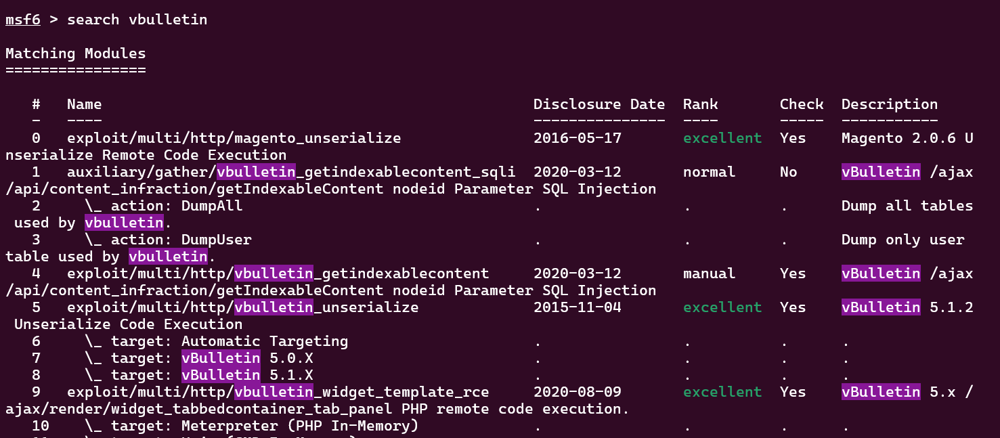 msf6 > search vbulletin
Matching Modules
================
# Name Disclosure Date Rank Check Description
- ---- --------------- ---- ----- -----------
0 exploit/multi/http/magento_unserialize 2016-05-17 excellent Yes Magento 2.0.6 U
nserialize Remote Code Execution
1 auxiliary/gather/vbulletin_getindexablecontent_sqli 2020-03-12 normal No vBulletin /ajax
/api/content_infraction/getIndexableContent nodeid Parameter SQL Injection
2 \_ action: DumpAll . . . Dump all tables
used by vbulletin.
3 \_ action: DumpUser . . . Dump only user
table used by vbulletin.
4 exploit/multi/http/vbulletin_getindexablecontent 2020-03-12 manual Yes vBulletin /ajax
/api/content_infraction/getIndexableContent nodeid Parameter SQL Injection
5 exploit/multi/http/vbulletin_unserialize 2015-11-04 excellent Yes vBulletin 5.1.2
Unserialize Code Execution
6 \_ target: Automatic Targeting . . . .
7 \_ target: vBulletin 5.0.X . . . .
8 \_ target: vBulletin 5.1.X . . . .
9 exploit/multi/http/vbulletin_widget_template_rce 2020-08-09 excellent Yes vBulletin 5.x /
ajax/render/widget_tabbedcontainer_tab_panel PHP remote code execution.
10 \_ target: Meterpreter (PHP In-Memory) . . . .